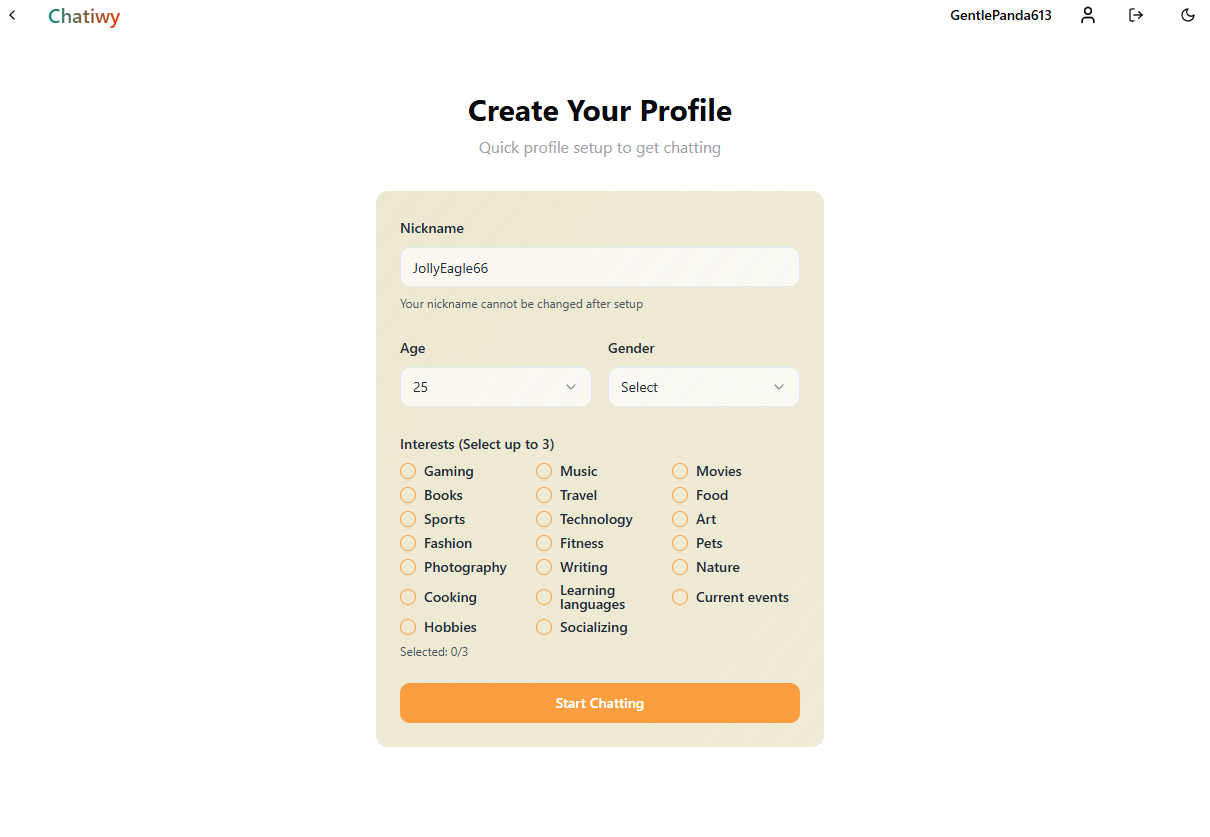 Chatiwy
GentlePanda613
Create Your Profile
Quick profile setup to get chatting
Nickname
JollyEagle66
Your nickname cannot be changed after setup
Age
Gender
25
Select
Interests (Select up to 3)
Gaming
Music
Movies
Books
Travel
Food
Sports
Technology
Art
Fashion
Fitness
Pets
Photography
Writing
Nature
Cooking
Learning
languages
Current events
Hobbies
Socializing
Selected: 0/3
Start Chatting